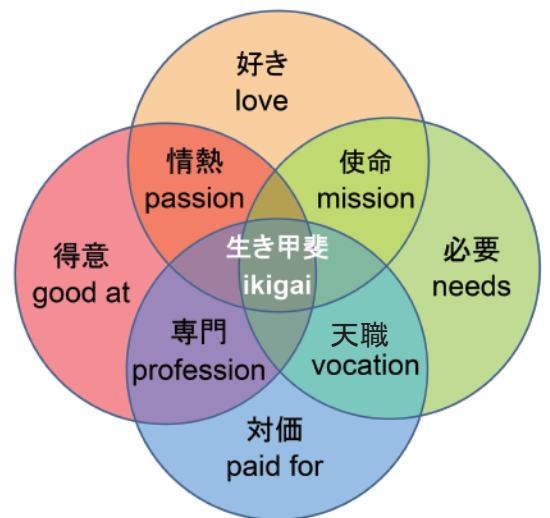 好き
love
情熱
passion
使命
mission
得意
good at
生き甲斐
ikigai
必要
needs
専門
profession
天職
vocation
対価
paid for